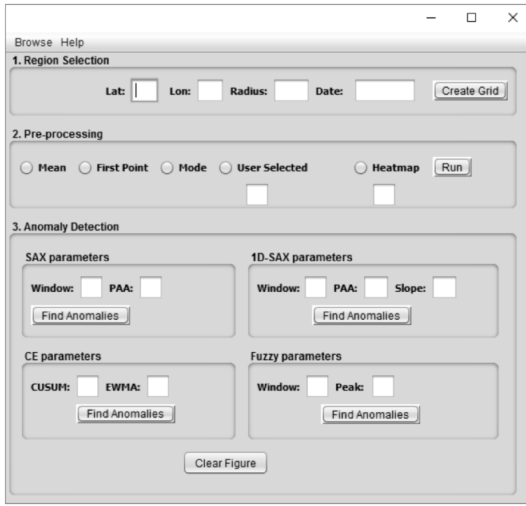 Browse Help
1. Region Selection
Lat: Lon: Radius: Date: Create Grid
2. Pre-processing
Mean First Point Mode User Selected Heatmap Run
3. Anomaly Detection
SAX parameters
Window: PAA:
Find Anomalies
1D-SAX parameters
Window: PAA: Slope:
Find Anomalies
CE parameters
CUSUM: EWMA:
Find Anomalies
Fuzzy parameters
Window: Peak:
Find Anomalies
Clear Figure